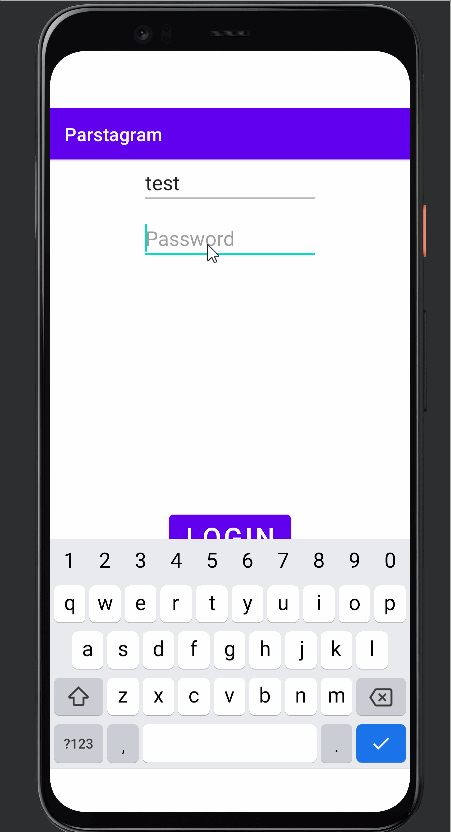 Parstagram
test
Password
LOGIN
1 2 3 4 5 6 7 8 9 0
q w e r t y u i o p
a s d f g h j k l
z x c v b n m
?123 , .